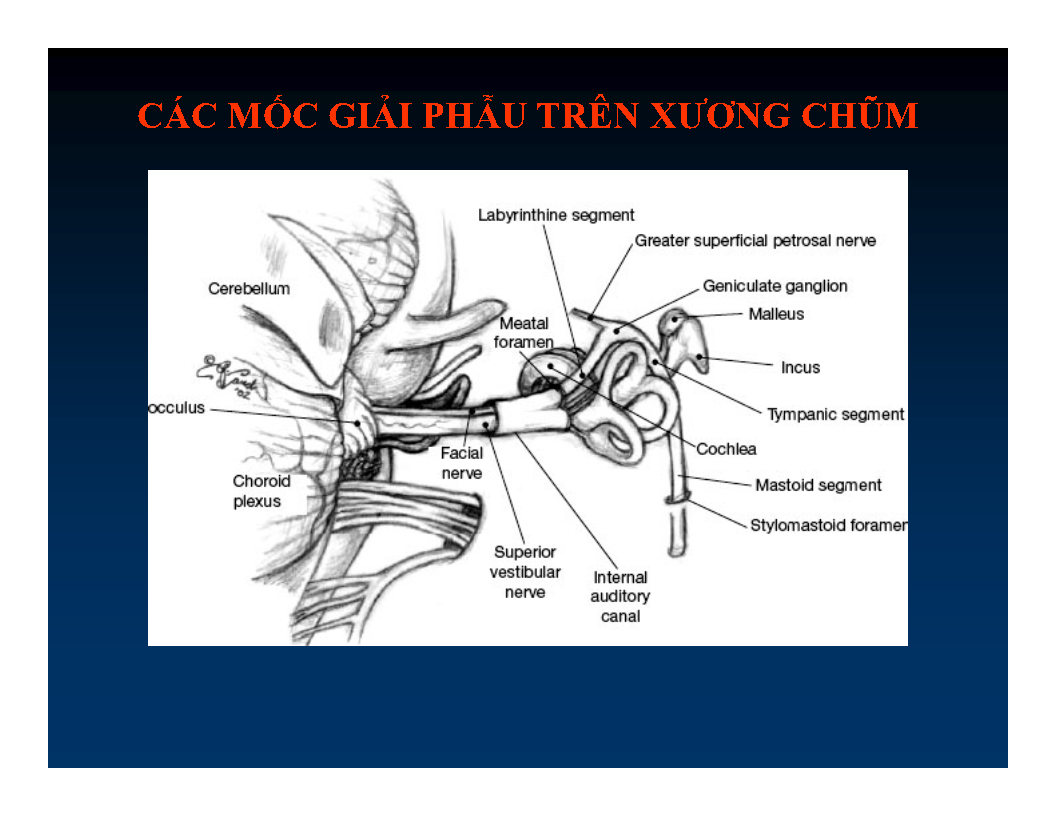 CÁC MỐC GIẢI PHẪU TRÊN XƯƠNG CHŨM
Labyrinthine segment
Greater superficial petrosal nerve
Geniculate ganglion
Malleus
Incus
Tympanic segment
Cochlea
Mastoid segment
Stylomastoid foramen
Meatal
foramen
Cerebellum
occulus
Choroid
plexus
Facial
nerve
Superior
vestibular
nerve
Internal
auditory
canal